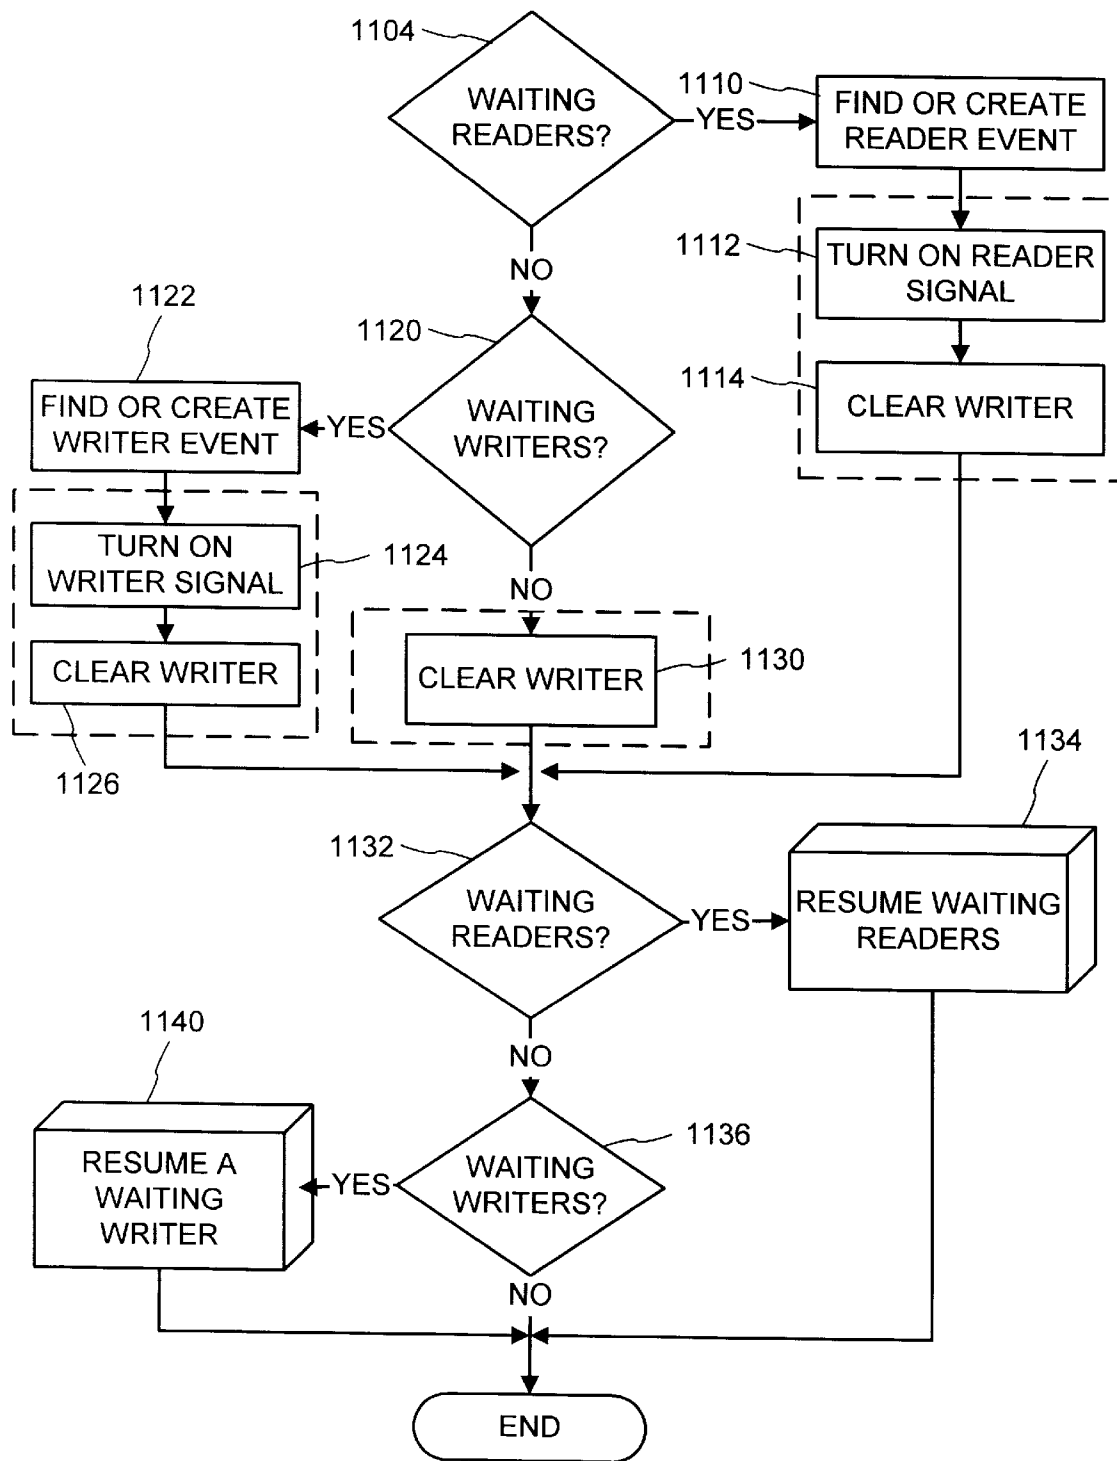 1104
WAITING
READERS?
YES
1110
FIND OR CREATE
READER EVENT
NO
1112
TURN ON READER
SIGNAL
1122
1120
1114
CLEAR WRITER
FIND OR CREATE
WRITER EVENT
YES
WAITING
WRITERS?
TURN ON
WRITER SIGNAL
1124
NO
CLEAR WRITER
1126
CLEAR WRITER
1130
1134
1132
WAITING
READERS?
YES
RESUME WAITING
READERS
NO
1140
1136
RESUME A
WAITING
WRITER
YES
WAITING
WRITERS?
NO
END